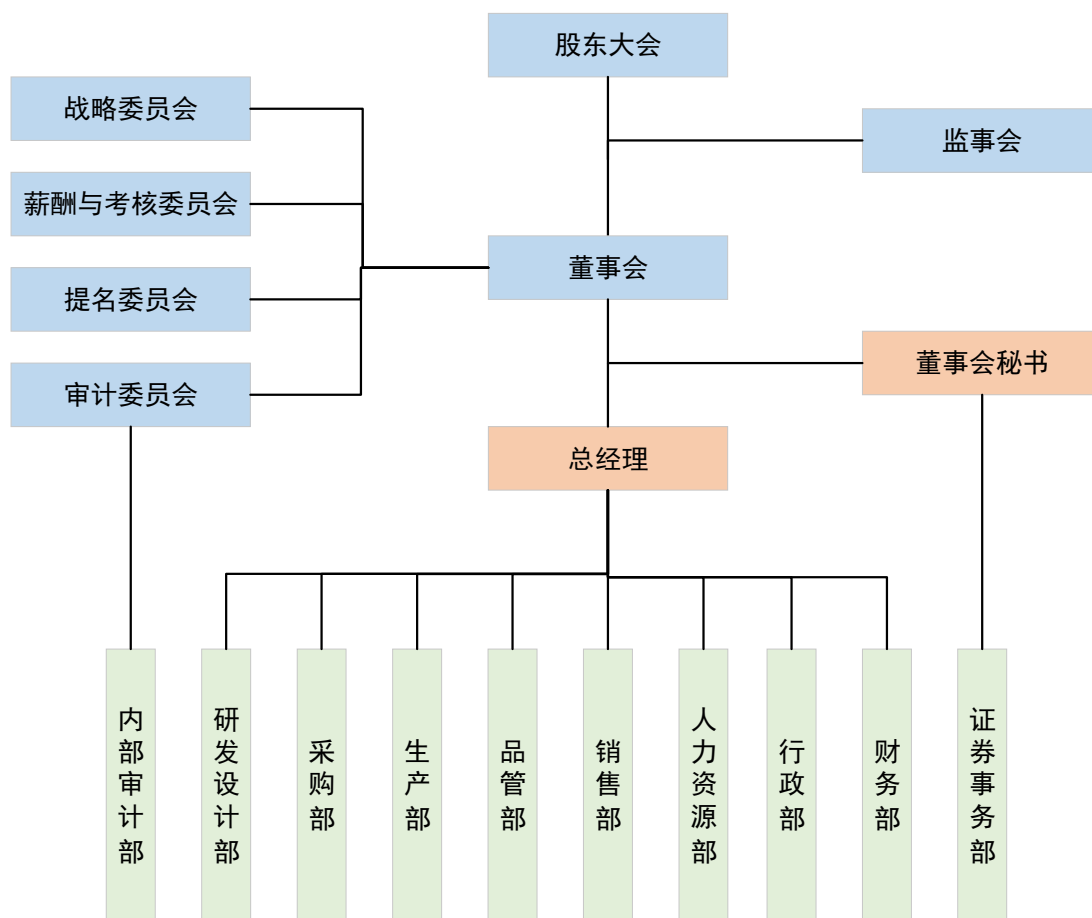 股东大会
战略委员会
监事会
薪酬与考核委员会
董事会
提名委员会
董事会秘书
审计委员会
总经理
内部审计部
研发设计部
采购部
生产部
品管部
销售部
人力资源部
行政部
财务部
证券事务部